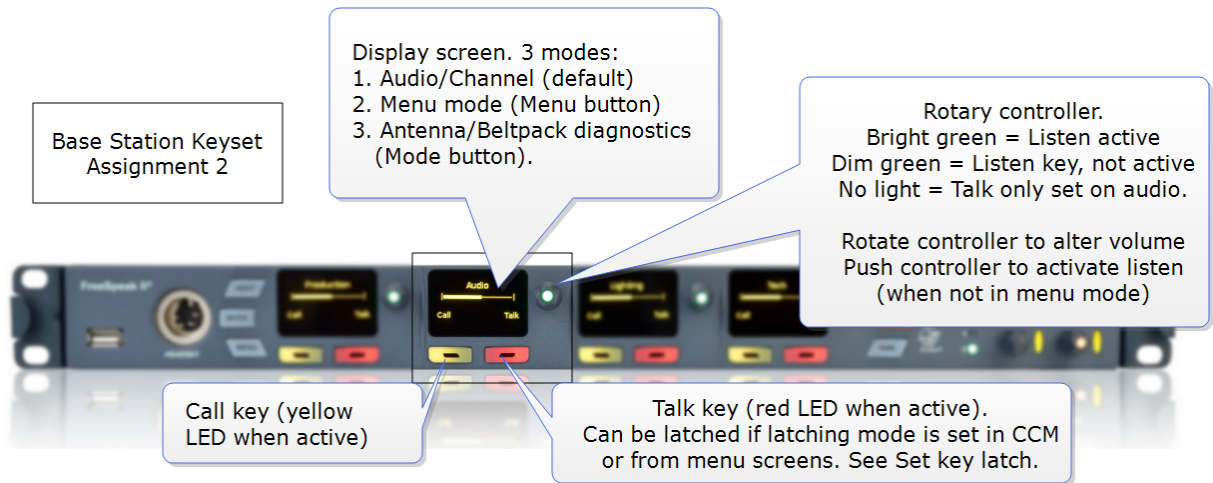 Display screen. 3 modes:
1. Audio/Channel (default)
2. Menu mode (Menu button)
3. Antenna/Beltpack diagnostics
(Mode button).
Base Station Keyset
Assignment 2
Rotary controller.
Bright green = Listen active
Dim green = Listen key, not active
No light = Talk only set on audio.
Rotate controller to alter volume
Push controller to activate listen
(when not in menu mode)
FreeSpeak II
HEADSET
Production
Call Talk
Audio
Call Talk
Lighting
Call Talk
Tech
Call Talk
Call key (yellow
LED when active)
Talk key (red LED when active).
Can be latched if latching mode is set in CCM
or from menu screens. See Set key latch.